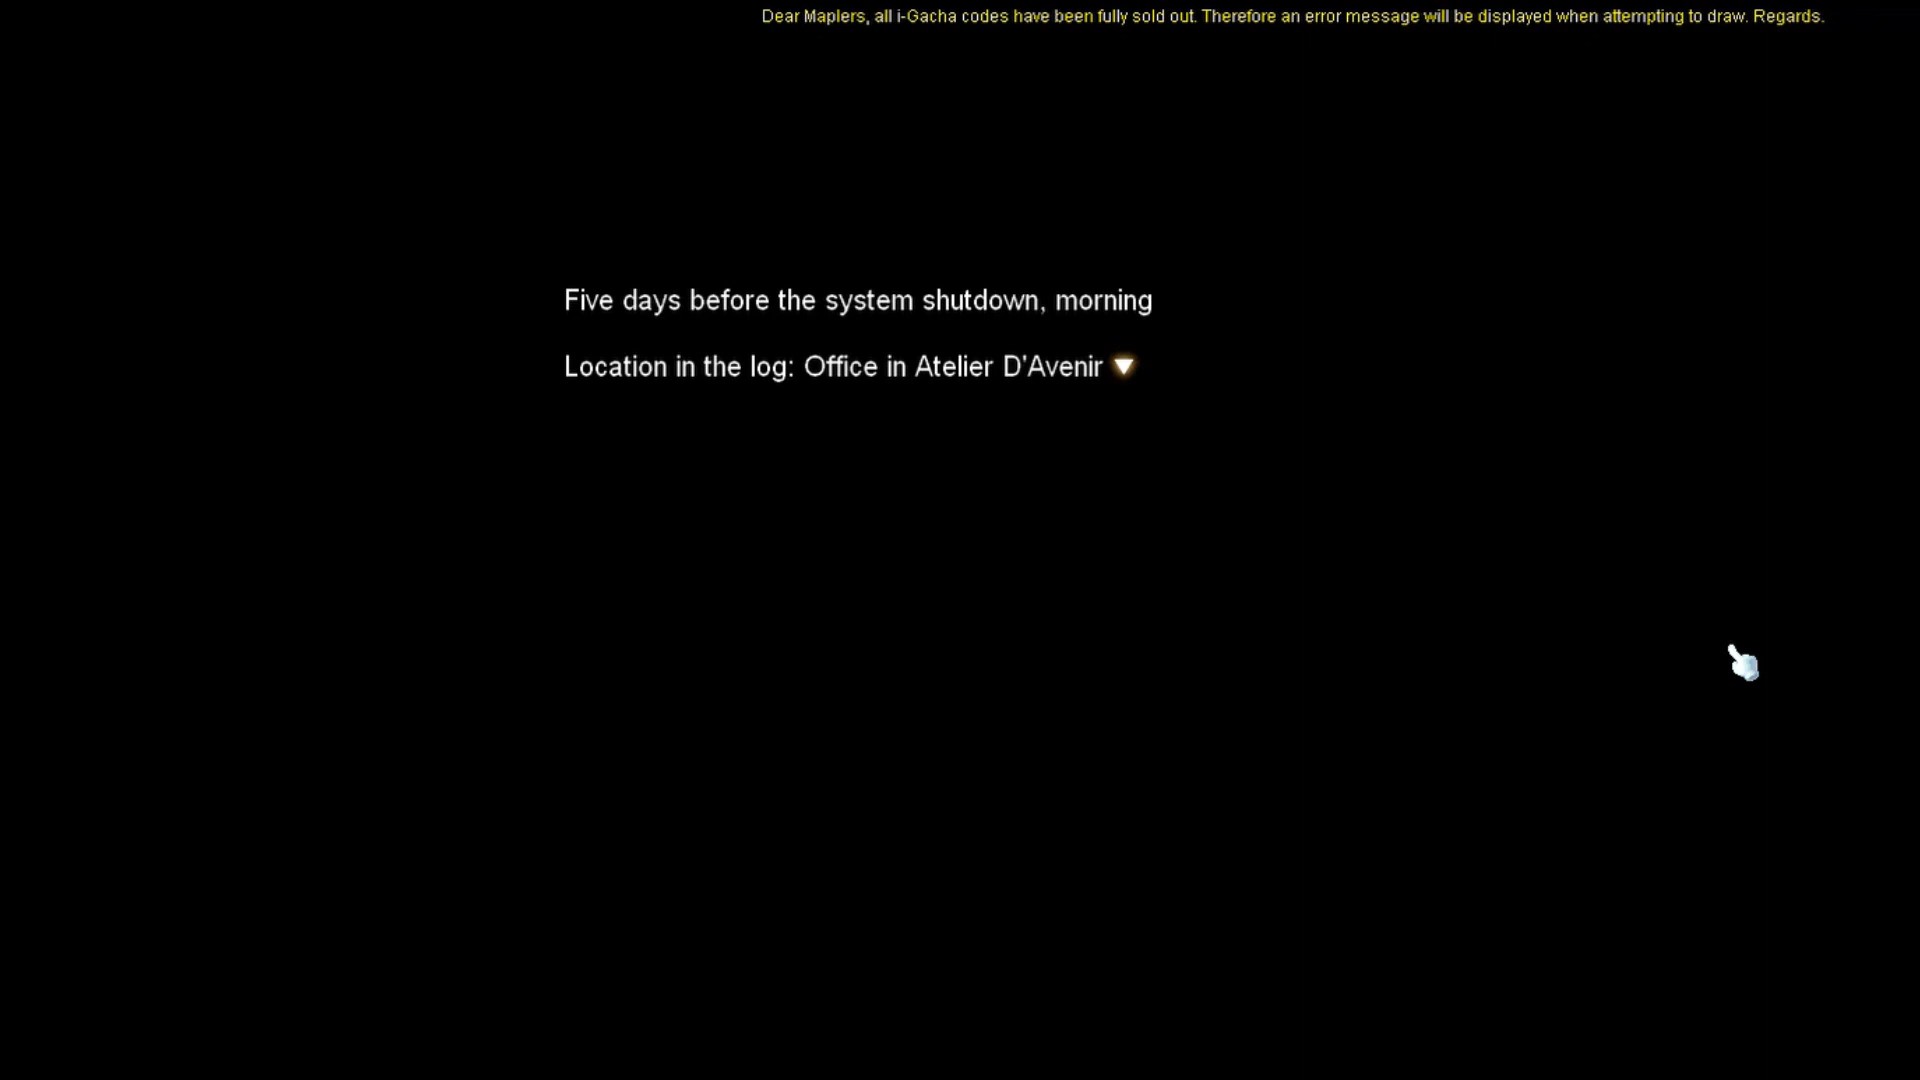 Dear Maplers, all i-Gacha codes have been fully sold out. Therefore an error message will be displayed when attempting to draw. Regards.
Five days before the system shutdown, morning
Location in the log: Office in Atelier D'Avenir